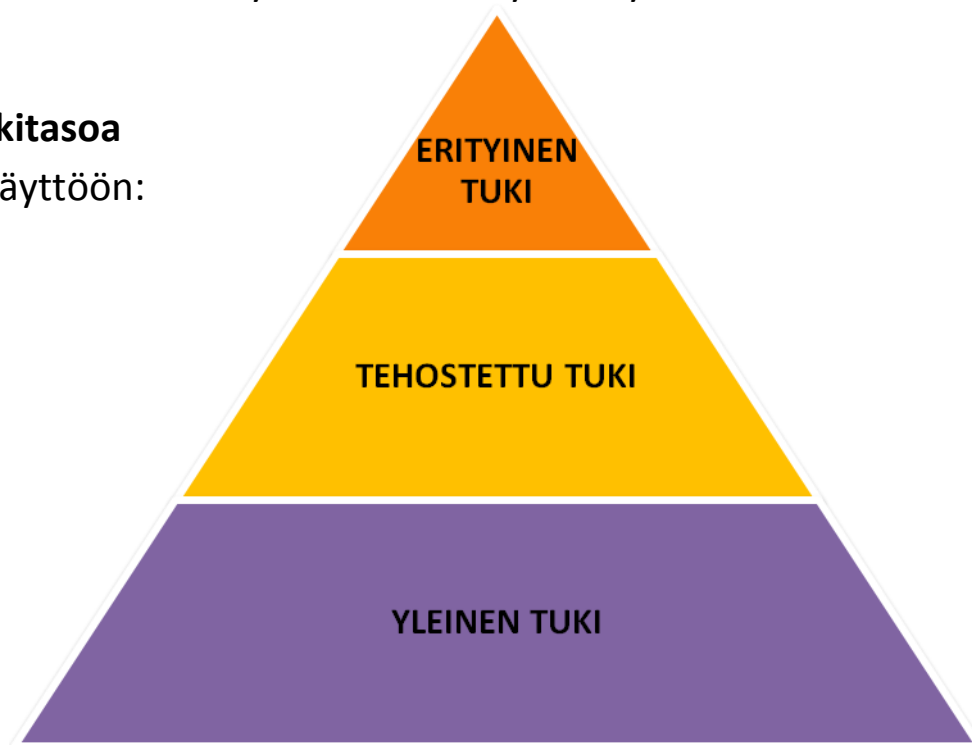 kitasoa
äyttöön:
ERITYINEN
TUKI
TEHOSTETTU TUKI
YLEINEN TUKI